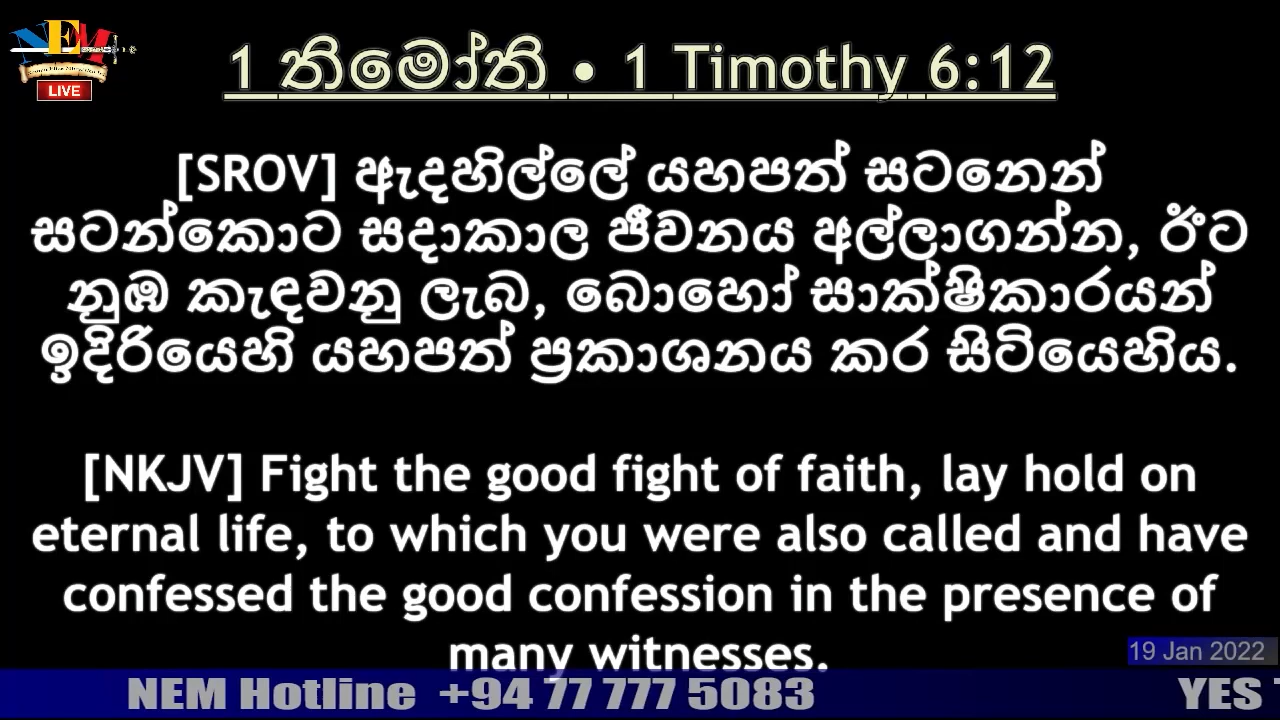 NEM
LIVE
1 තිමෝති • 1 Timothy 6:12
[SROV] ඇදහිල්ලේ යහපත් සටනෙන්
සටන්කොට සදාකාල ජීවනය අල්ලාගන්න, ඊට
නුඹ කැඳවනු ලැබ, බොහෝ සාක්ෂිකාරයන්
ඉදිරියෙහි යහපත් ප්‍රකාශනය කර සිටියෙහිය.
[NKJV] Fight the good fight of faith, lay hold on
eternal life, to which you were also called and have
confessed the good confession in the presence of
many witnesses.
19 Jan 2022
NEM Hotline +94 77 777 5083 YES